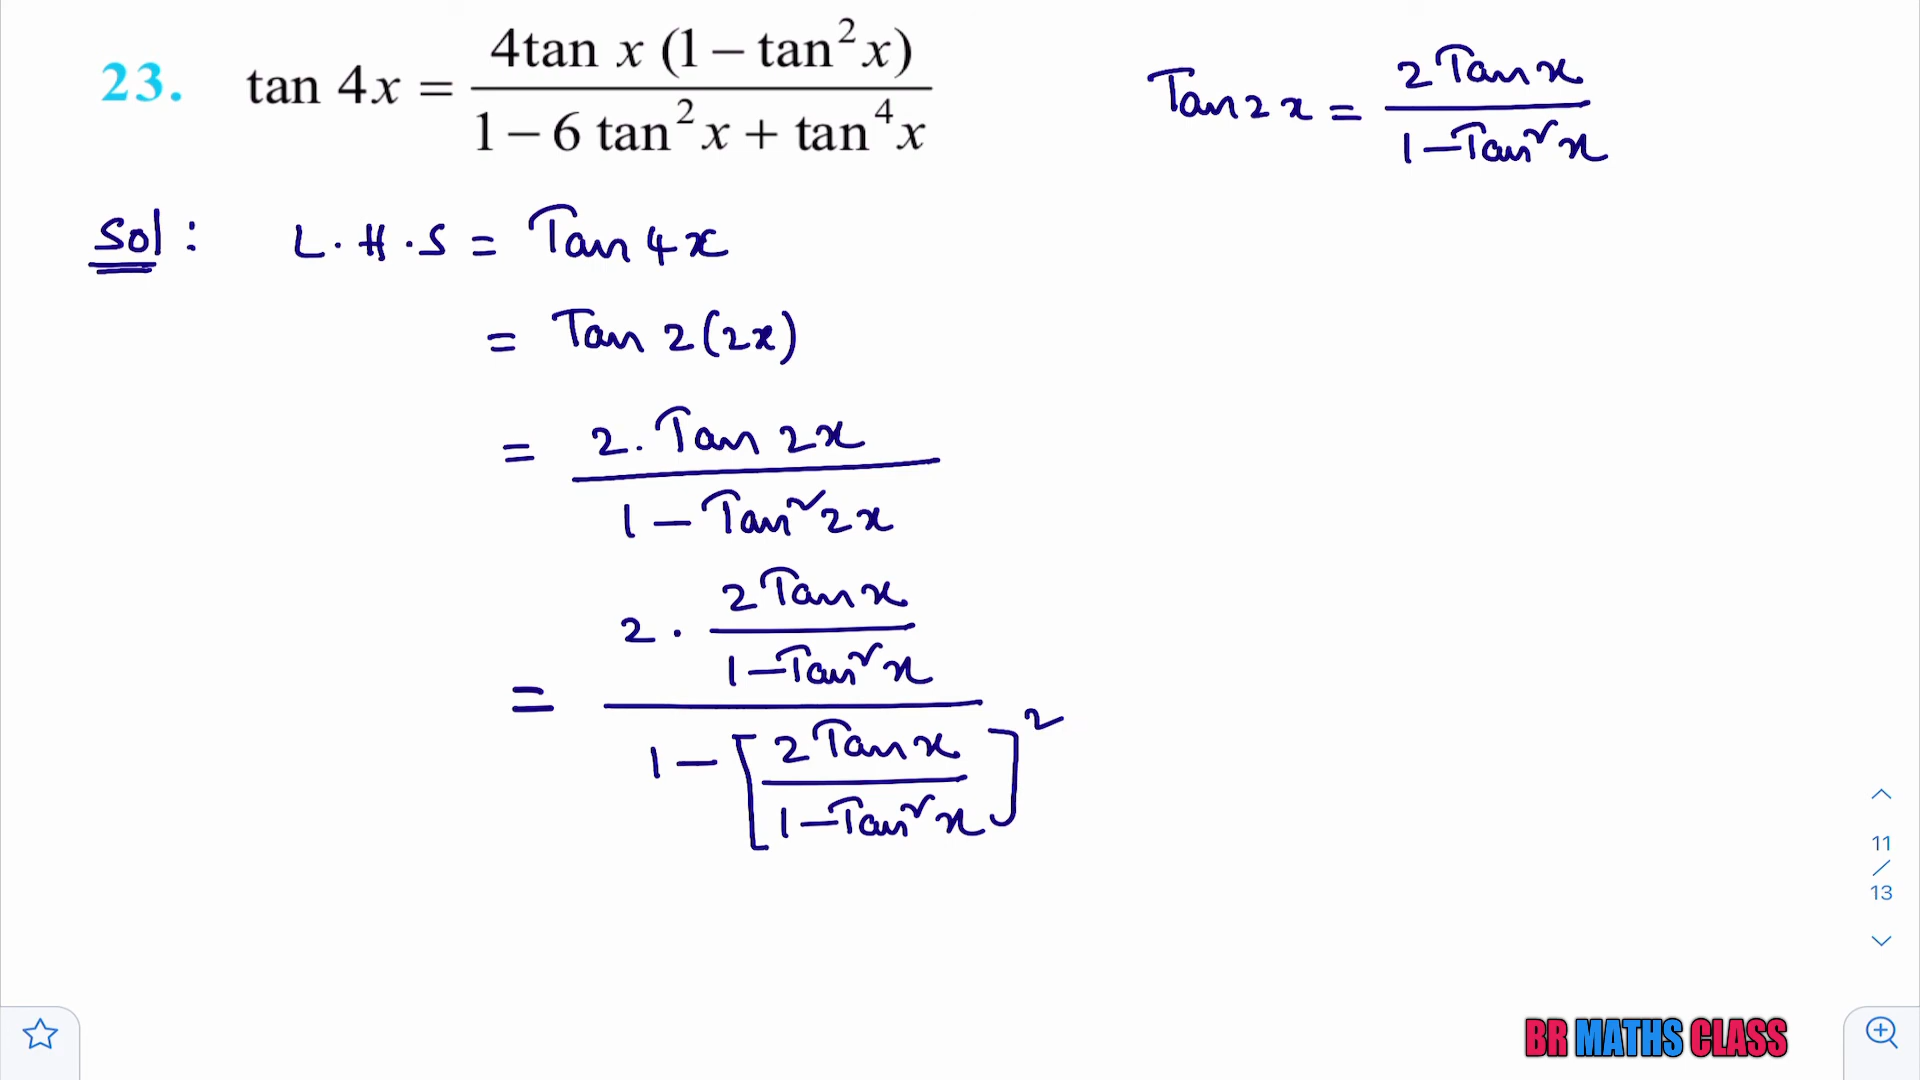 23. tan 4x = 4tan x (1 – tan²x) / 1 – 6 tan²x + tan⁴x
Tan2x = 2Tanx / 1–Tan²x
Sol: L.H.S = Tan 4x
= Tan 2(2x)
= 2.Tan 2x / 1 – Tan²2x
= 2 · 2Tanx / 1–Tan²x / 1 – [2Tanx / 1–Tan²x]²
11
/
13
BR MATHS CLASS